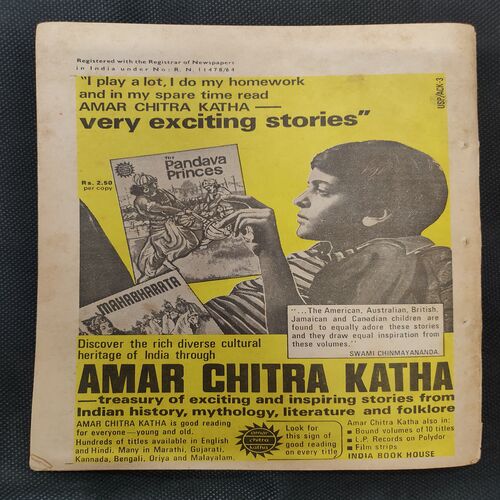 Registered with the Registrar of Newspapers
in India under No: R. N. 11478/64
"I play a lot, I do my homework
and in my spare time read
AMAR CHITRA KATHA —
very exciting stories"
USP/ACK-3
Rs. 2.50
per copy
The
Pandava
Princes
MAHABHARATA
"...The American, Australian, British,
Jamaican and Canadian children are
found to equally adore these stories
and they draw equal inspiration from
these volumes."
SWAMI CHINMAYANANDA.
Discover the rich diverse cultural
heritage of India through
AMAR CHITRA KATHA
—treasury of exciting and inspiring stories from
Indian history, mythology, literature and folklore
AMAR CHITRA KATHA is good reading
for everyone—young and old.
Hundreds of titles available in English
and Hindi. Many in Marathi, Gujarati,
Kannada, Bengali, Oriya and Malayalam.
amar
chitra
katha
Look for
this sign of
good reading
on every title
Amar Chitra Katha also in:
■ Bound volumes of 10 titles
■ L.P. Records on Polydor
■ Film strips
INDIA BOOK HOUSE